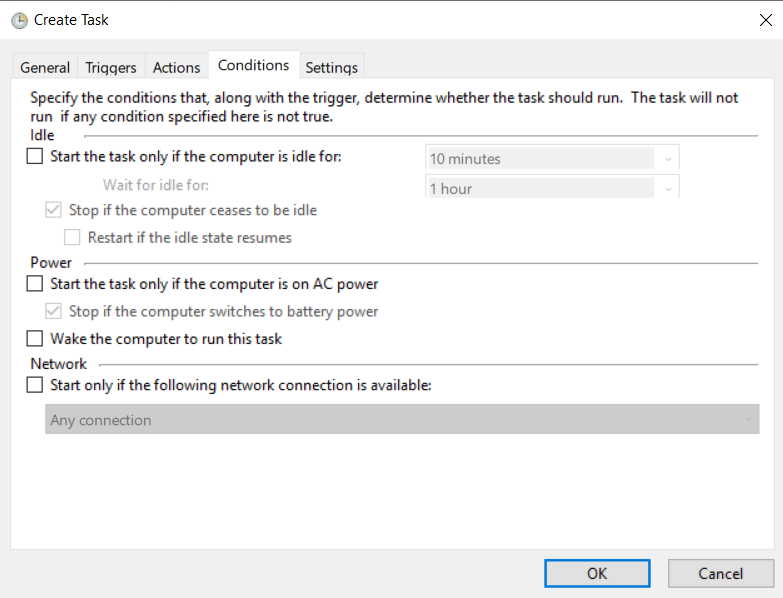 Create Task
General Triggers Actions Conditions Settings
Specify the conditions that, along with the trigger, determine whether the task should run.  The task will not
run  if any condition specified here is not true.
Idle
Start the task only if the computer is idle for: 10 minutes
Wait for idle for: 1 hour
Stop if the computer ceases to be idle
Restart if the idle state resumes
Power
Start the task only if the computer is on AC power
Stop if the computer switches to battery power
Wake the computer to run this task
Network
Start only if the following network connection is available:
Any connection
OK Cancel